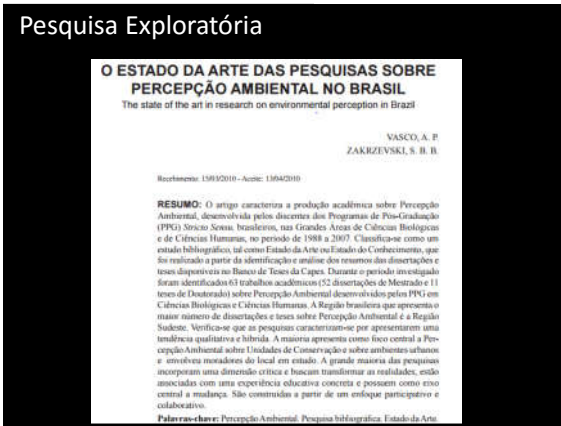 Pesquisa Exploratória
O ESTADO DA ARTE DAS PESQUISAS SOBRE
PERCEPÇÃO AMBIENTAL NO BRASIL
The state of the art in research on environmental perception in Brazil
VASCO, A. P.
ZAKRZEVSKI, S. B. B.
Recebimento: 15/03/2010 - Aceite: 13/04/2010
RESUMO: O artigo caracteriza a produção acadêmica sobre Percepção
Ambiental, desenvolvida pelos discentes dos Programas de Pós-Graduação
(PPG) Stricto Sensu, brasileiros, nas Grandes Áreas de Ciências Biológicas
e de Ciências Humanas, no período de 1988 a 2007. Classifica-se como um
estudo bibliográfico, tal como Estado da Arte ou Estado do Conhecimento, que
foi realizado a partir da identificação e análise dos resumos das dissertações e
teses disponíveis no Banco de Teses da Capes. Durante o período investigado
foram identificados 63 trabalhos acadêmicos (52 dissertações de Mestrado e 11
teses de Doutorado) sobre Percepção Ambiental desenvolvidos pelos PPG em
Ciências Biológicas e Ciências Humanas. A Região brasileira que apresenta o
maior número de dissertações e teses sobre Percepção Ambiental é a Região
Sudeste. Verifica-se que as pesquisas caracterizam-se por apresentarem uma
tendência qualitativa e híbrida. A maioria apresenta como foco central a Per-
cepção Ambiental sobre Unidades de Conservação e sobre ambientes urbanos
e envolveu moradores do local em estudo. A grande maioria das pesquisas
incorporam uma dimensão crítica e buscam transformar as realidades, estão
associadas com uma experiência educativa concreta e possuem como eixo
central a mudança. São construídas a partir de um enfoque participativo e
colaborativo.
Palavras-chave: Percepção Ambiental. Pesquisa bibliográfica. Estado da Arte.